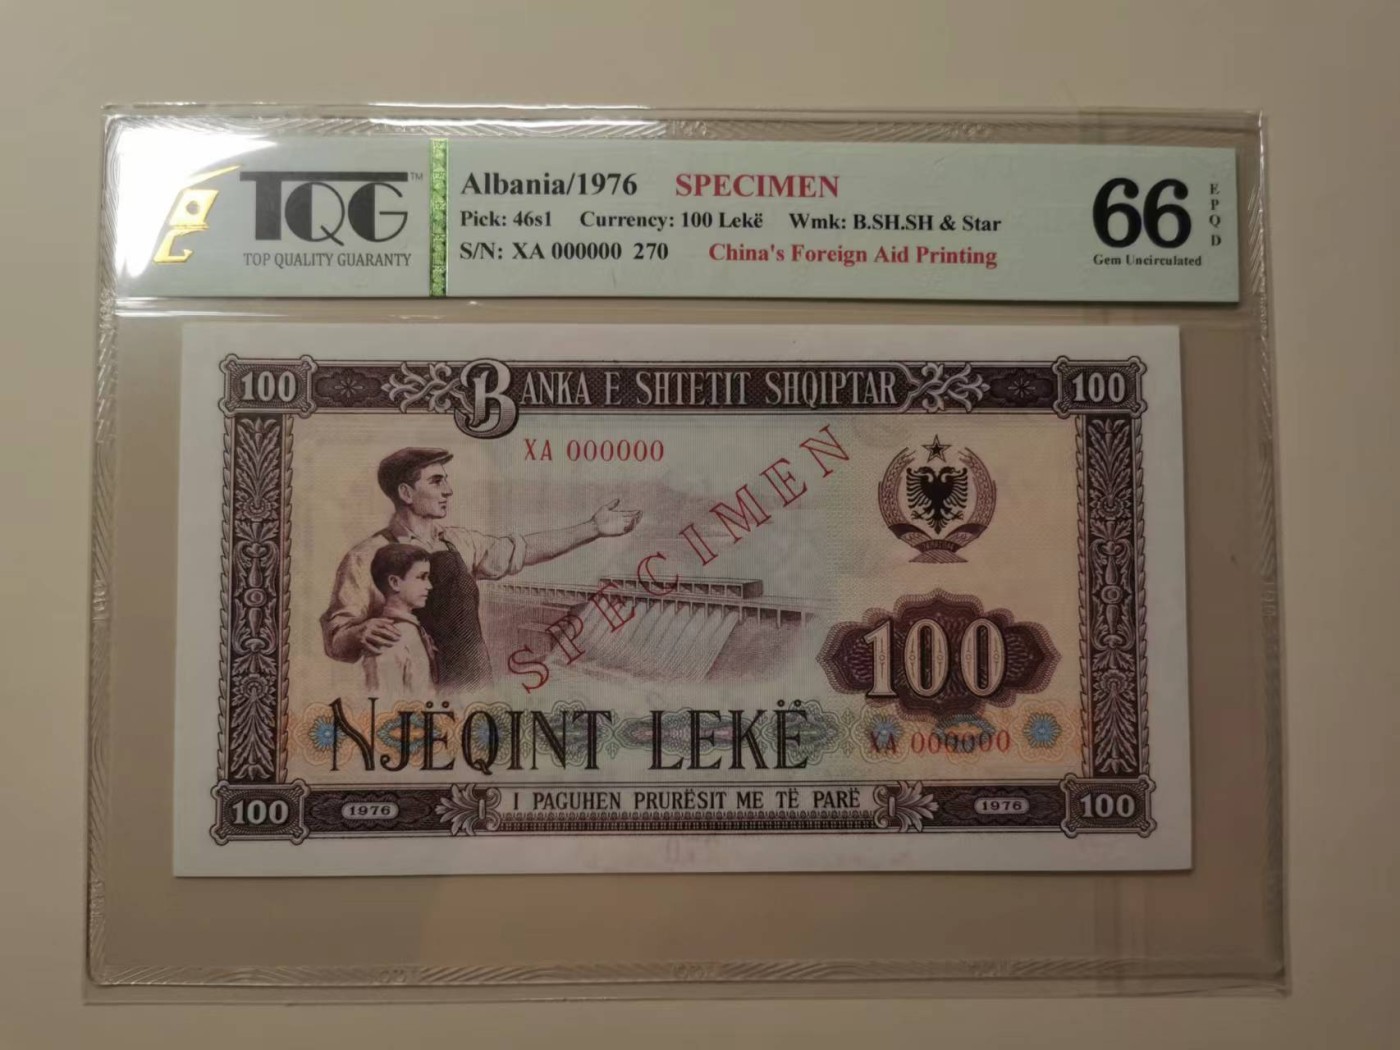 TQG™
TOP QUALITY GUARANTY
Albania/1976 SPECIMEN
Pick: 46s1 Currency: 100 Lekë Wmk: B.SH.SH & Star
S/N: XA 000000 270 China's Foreign Aid Printing
66
EPQD
Gem Uncirculated
100 BANKA E SHTETIT SHQIPTAR 100
XA 000000
SPECIMEN
100
NJËQINT LEKË
XA 000000
100 1976 I PAGUHEN PRURËSIT ME TË PARË 1976 100